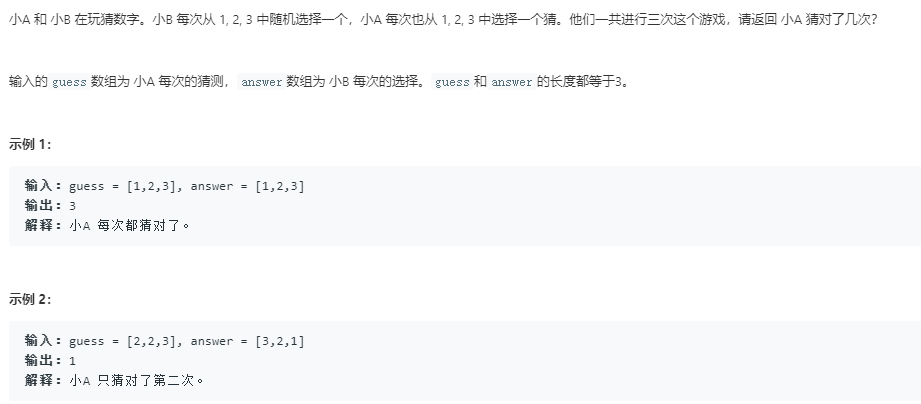 小A 和 小B 在玩猜数字。小B 每次从 1, 2, 3 中随机选择一个，小A 每次也从 1, 2, 3 中选择一个猜。他们一共进行三次这个游戏，请返回 小A 猜对了几次？
输入的 guess 数组为 小A 每次的猜测， answer 数组为 小B 每次的选择。 guess 和 answer 的长度都等于3。
示例 1：
输入：guess = [1,2,3], answer = [1,2,3]
输出：3
解释：小A 每次都猜对了。
示例 2：
输入：guess = [2,2,3], answer = [3,2,1]
输出：1
解释：小A 只猜对了第二次。